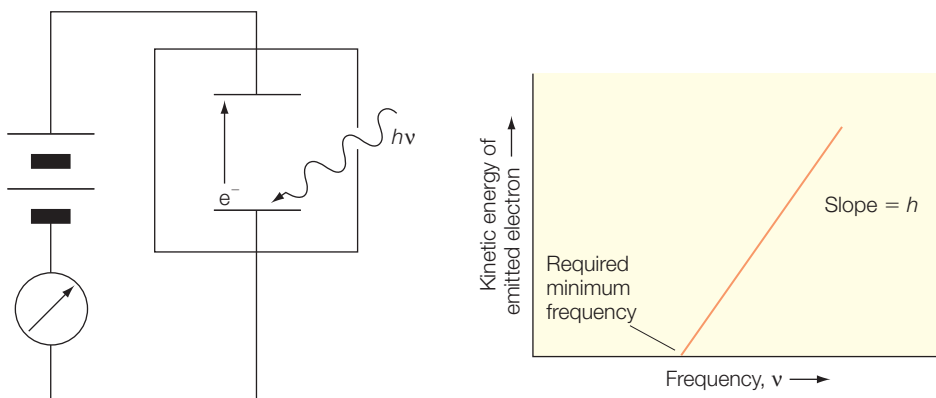 hν
e⁻
Kinetic energy of
emitted electron ⟶
Slope = h
Required
minimum
frequency
Frequency, ν ⟶